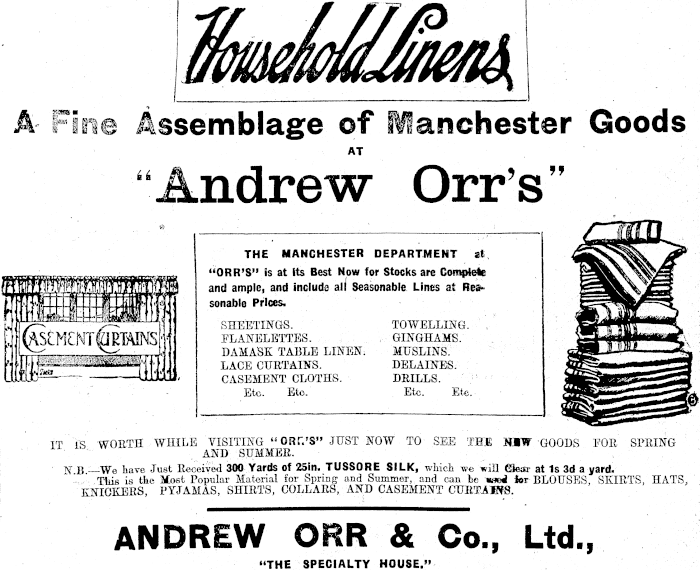 Household Linens
A Fine Assemblage of Manchester Goods
AT
"Andrew Orr's"
CASEMENT CURTAINS
THE MANCHESTER DEPARTMENT at
"ORR'S" is at its Best Now for Stocks are Complete
and ample, and include all Seasonable Lines at Rea-
sonable Prices.
SHEETINGS.
FLANELETTES.
DAMASK TABLE LINEN.
LACE CURTAINS.
CASEMENT CLOTHS.
Etc. Etc.
TOWELLING.
GINGHAMS.
MUSLINS.
DELAINES.
DRILLS.
Etc. Etc.
IT IS WORTH WHILE VISITING "ORR'S" JUST NOW TO SEE THE NEW GOODS FOR SPRING
AND SUMMER.
N.B.—We have Just Received 300 Yards of 25in. TUSSORE SILK, which we will Clear at 1s 3d a yard.
This is the Most Popular Material for Spring and Summer, and can be used for BLOUSES, SKIRTS, HATS,
KNICKERS, PYJAMAS, SHIRTS, COLLARS, AND CASEMENT CURTAINS.
ANDREW ORR & Co., Ltd.,
"THE SPECIALTY HOUSE."